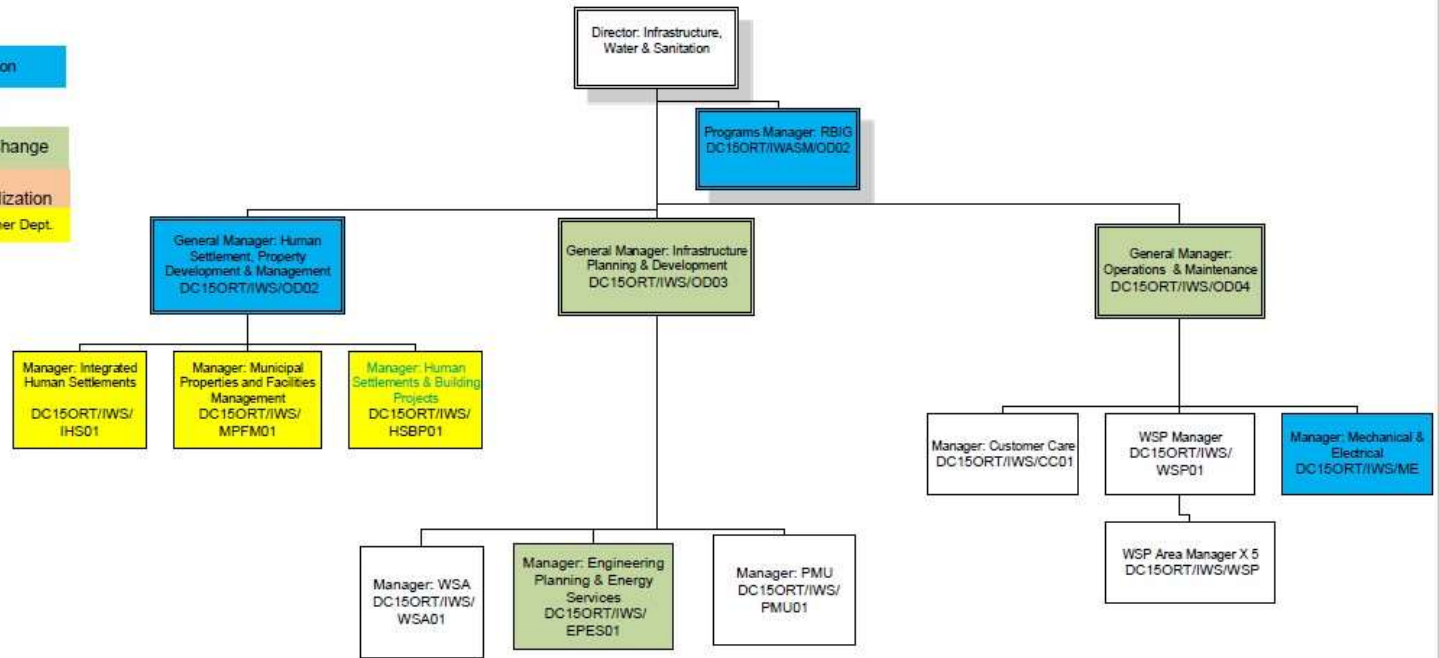 Director: Infrastructure,
Water & Sanitation
on
hange
lization
her Dept.
Programs Manager: RBIG
DC15ORT/IWASM/OD02
General Manager: Human
Settlement, Property
Development & Management
DC15ORT/IWS/OD02
General Manager: Infrastructure
Planning & Development
DC15ORT/IWS/OD03
General Manager:
Operations & Maintenance
DC15ORT/IWS/OD04
Manager: Integrated
Human Settlements
DC15ORT/IWS/
IHS01
Manager: Municipal
Properties and Facilities
Management
DC15ORT/IWS/
MPFM01
Manager: Human
Settlements & Building
Projects
DC15ORT/IWS/
HSBP01
Manager: Customer Care
DC15ORT/IWS/CC01
WSP Manager
DC15ORT/IWS/
WSP01
Manager: Mechanical &
Electrical
DC15ORT/IWS/ME
WSP Area Manager X 5
DC15ORT/IWS/WSP
Manager: WSA
DC15ORT/IWS/
WSA01
Manager: Engineering
Planning & Energy
Services
DC15ORT/IWS/
EPES01
Manager: PMU
DC15ORT/IWS/
PMU01